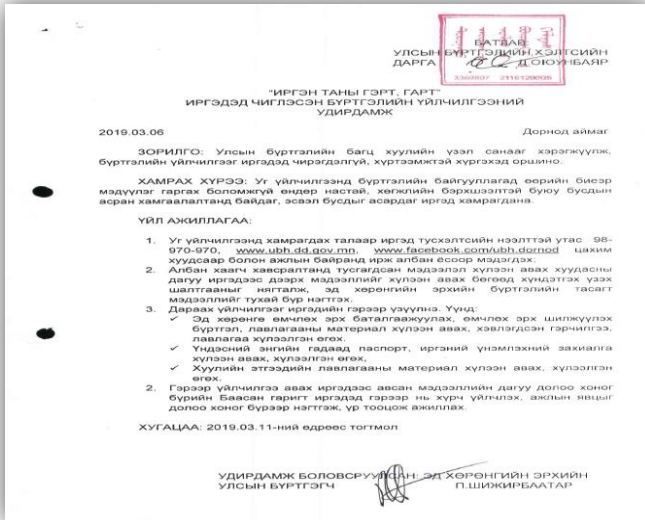 БАТЛАВ
УЛСЫН БҮРТГЭЛИЙН ХЭЛТСИЙН
ДАРГА Д.ОЮУНБАЯР
"ИРГЭН ТАНЫ ГЭРТ, ГАРТ"
ИРГЭДЭД ЧИГЛЭСЭН БҮРТГЭЛИЙН ҮЙЛЧИЛГЭЭНИЙ
УДИРДАМЖ
2019.03.06 Дорнод аймаг
ЗОРИЛГО: Улсын бүртгэлийн багц хуулийн үзэл санааг хэрэгжүүлж,
бүртгэлийн үйлчилгээг иргэдэд чирэгдэлгүй, хүртээмжтэй хүргэхэд оршино.
ХАМРАХ ХҮРЭЭ: Уг үйлчилгээнд бүртгэлийн байгууллагад өөрийн биеэр
мэдүүлэг гаргах боломжгүй өндөр настай, хөгжлийн бэрхшээлтэй буюу бусдын
асран хамгаалалтанд байдаг, эсвэл бусдыг асардаг иргэд хамрагдана.
ҮЙЛ АЖИЛЛАГАА:
1. Уг үйлчилгээнд хамрагдах талаар иргэд тусхэлтсийн нээлттэй утас 98-
970-970, www.ubh.dd.gov.mn, www.facebook.com/ubh.dornod цахим
хуудсаар болон ажлын байранд ирж албан ёсоор мэдэгдэх;
2. Албан хаагч хавсралтанд тусгагдсан мэдээлэл хүлээн авах хуудасны
дагуу иргэдээс дээрх мэдээллийг хүлээн авах бөгөөд хүндэтгэх үзэх
шалтгааныг нягталж, эд хөрөнгийн эрхийн бүртгэлийн тасагт
мэдээллийг тухай бүр нэгтгэх.
3. Дараах үйлчилгээг иргэдийн гэрээр үзүүлнэ. Үүнд:
✓ Эд хөрөнгө өмчлөх эрх баталгаажуулах, өмчлөх эрх шилжүүлэх
бүртгэл, лавлагааны материал хүлээн авах, хэвлэгдсэн гэрчилгээ,
лавлагаа хүлээлгэн өгөх.
✓ Үндэсний энгийн гадаад паспорт, иргэний үнэмлэхний захиалга
хүлээн авах, хүлээлгэн өгөх,
✓ Хуулийн этгээдийн лавлагааны материал хүлээн авах, хүлээлгэн
өгөх.
2. Гэрээр үйлчилгээ авах иргэдээс авсан мэдээллийн дагуу долоо хоног
бүрийн Баасан гаригт иргэдэд гэрээр нь хүрч үйлчлэх, ажлын явцыг
долоо хоног бүрээр нэгтгэж, үр тооцож ажиллах.
ХУГАЦАА: 2019.03.11-ний өдрөөс тогтмол
УДИРДАМЖ БОЛОВСРУУЛСАН: ЭД ХӨРӨНГИЙН ЭРХИЙН
УЛСЫН БҮРТГЭГЧ П.ШИЖИРБААТАР